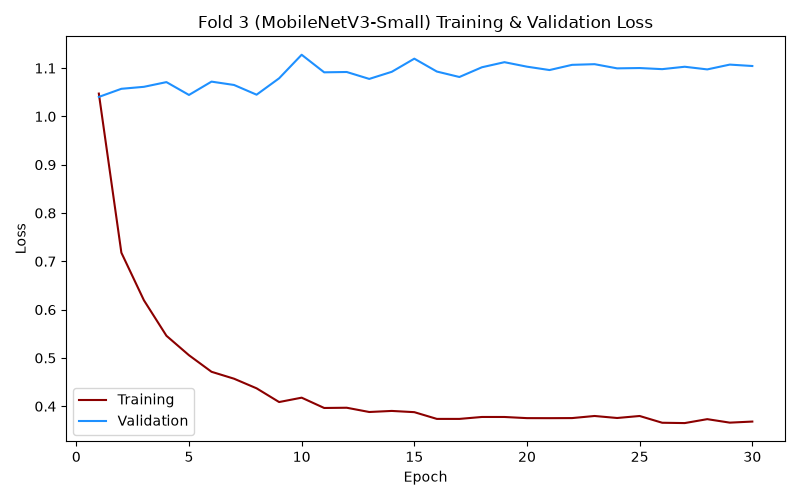 Fold 3 (MobileNetV3-Small) Training & Validation Loss
1.1
1.0
0.9
0.8
0.7
0.6
0.5
0.4
Loss
Training
Validation
0 5 10 15 20 25 30
Epoch